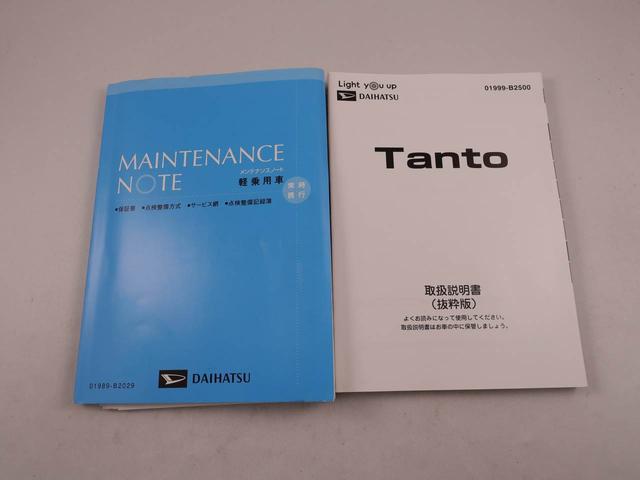 MAINTENANCE
NOTE
メンテナンスノート
軽乗用車
常時
携行
●保証書 ●点検整備方式 ●サービス網 ●点検整備記録簿
01989-B2029
DAIHATSU
Light you up
DAIHATSU
01999-B2500
Tanto
取扱説明書
(抜粋版)
よくお読みになって使用してください。
取扱説明書はお車の中に保管しましょう。